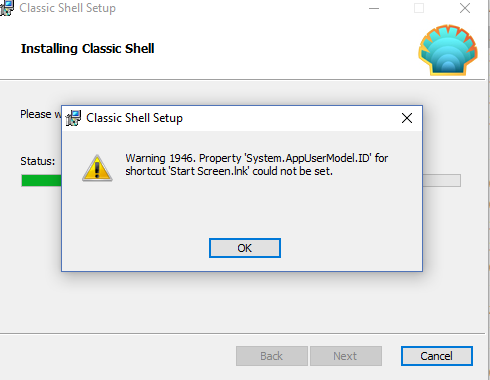 Classic Shell Setup
Installing Classic Shell
Please w
Classic Shell Setup
Warning 1946. Property 'System.AppUserModel.ID' for
shortcut 'Start Screen.lnk' could not be set.
Status:
OK
Back Next Cancel